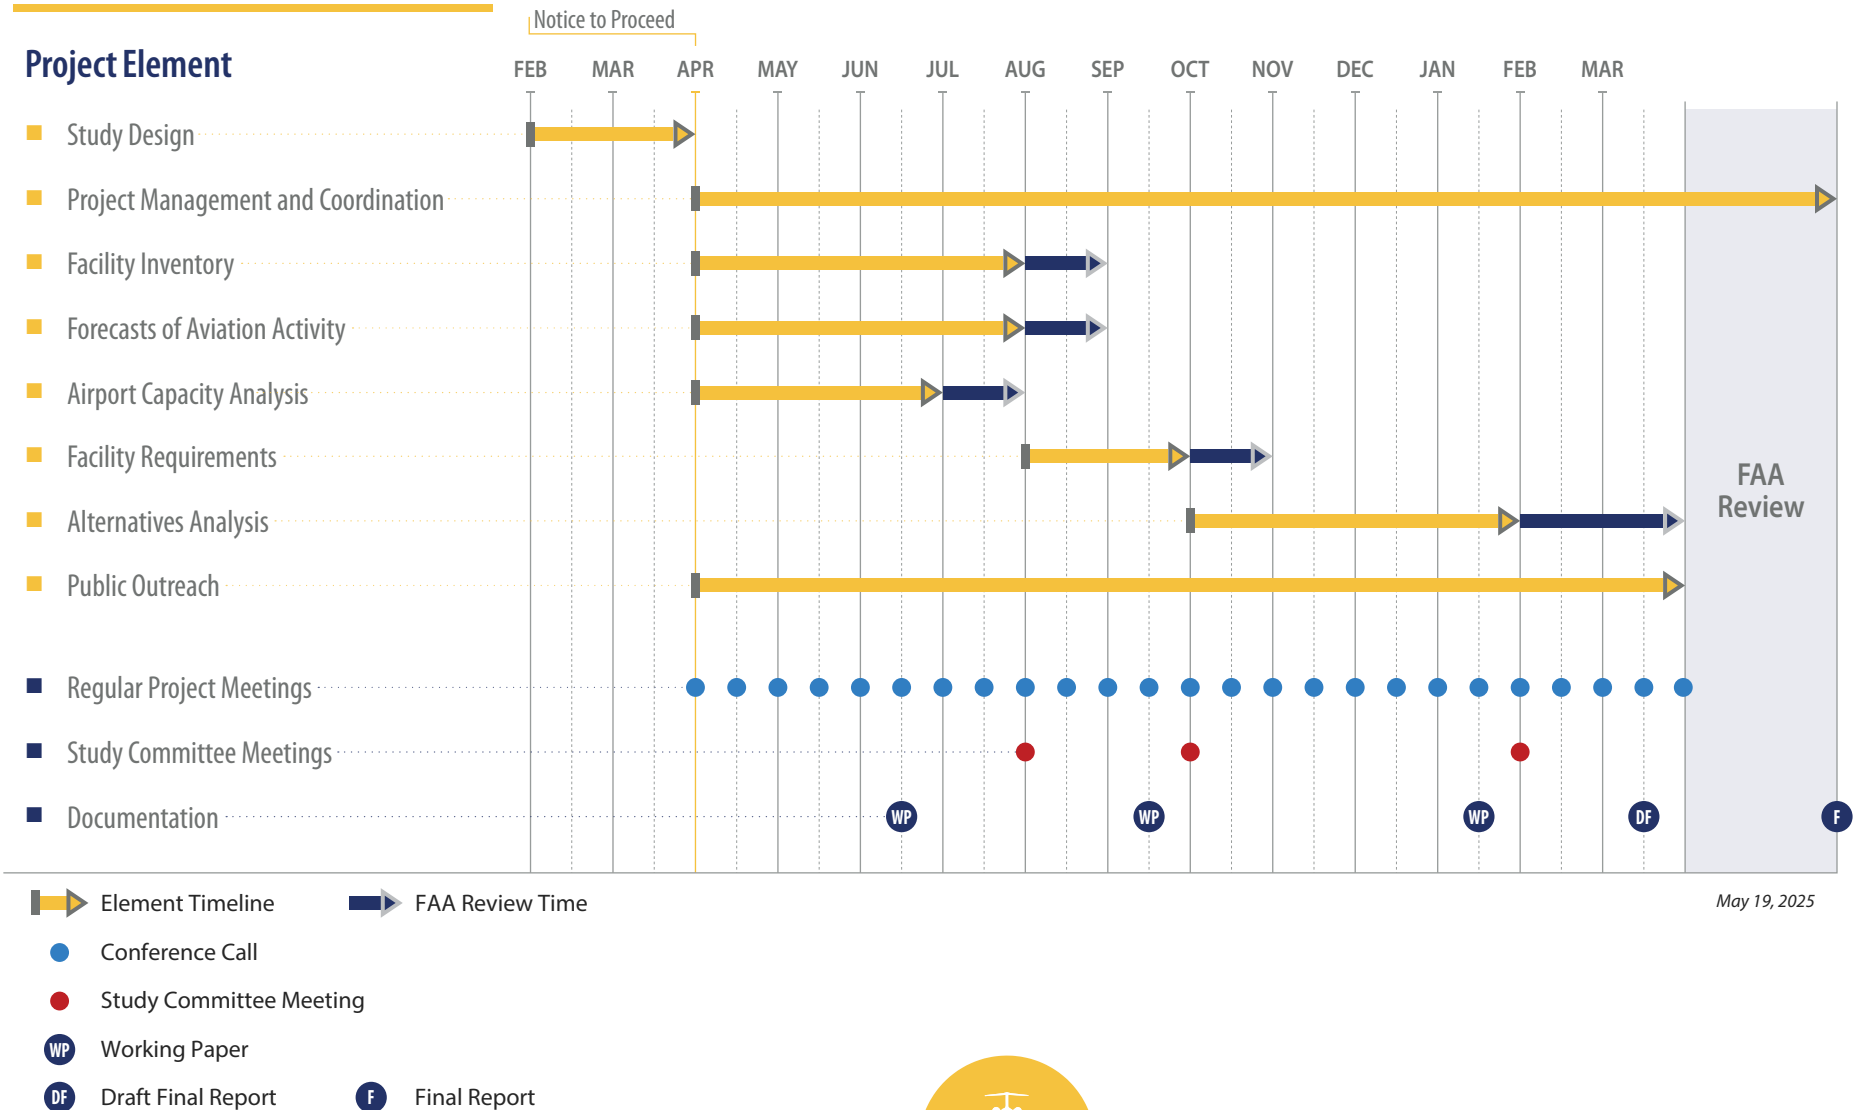 Notice to Proceed
Project Element
FEB MAR APR MAY JUN JUL AUG SEP OCT NOV DEC JAN FEB MAR
Study Design
Project Management and Coordination
Facility Inventory
Forecasts of Aviation Activity
Airport Capacity Analysis
Facility Requirements
Alternatives Analysis
FAA
Review
Public Outreach
Regular Project Meetings
Study Committee Meetings
Documentation WP WP WP DF F
Element Timeline FAA Review Time
May 19, 2025
Conference Call
Study Committee Meeting
WP Working Paper
DF Draft Final Report F Final Report